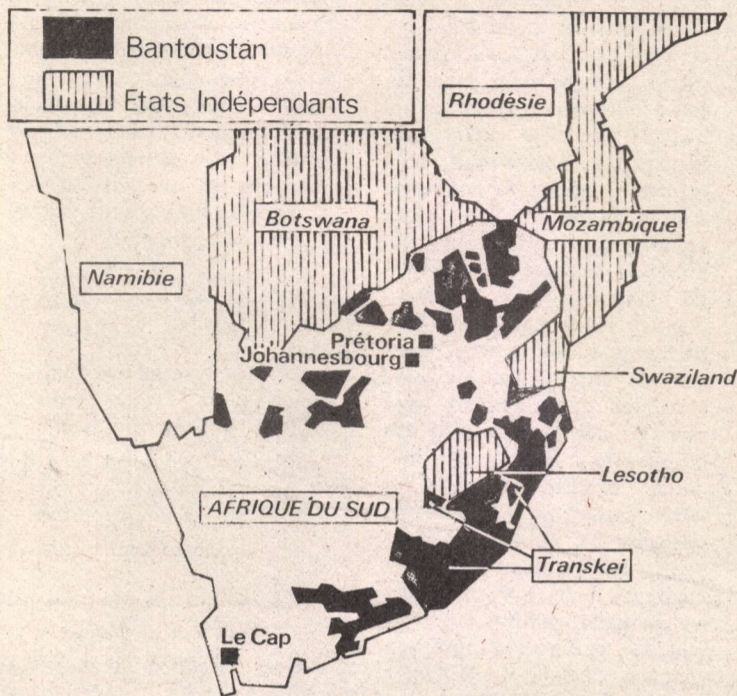 Bantoustan
Etats Indépendants
Rhodésie
Botswana
Mozambique
Namibie
Prétoria
Johannesbourg
Swaziland
Lesotho
AFRIQUE DU SUD
Transkei
Le Cap